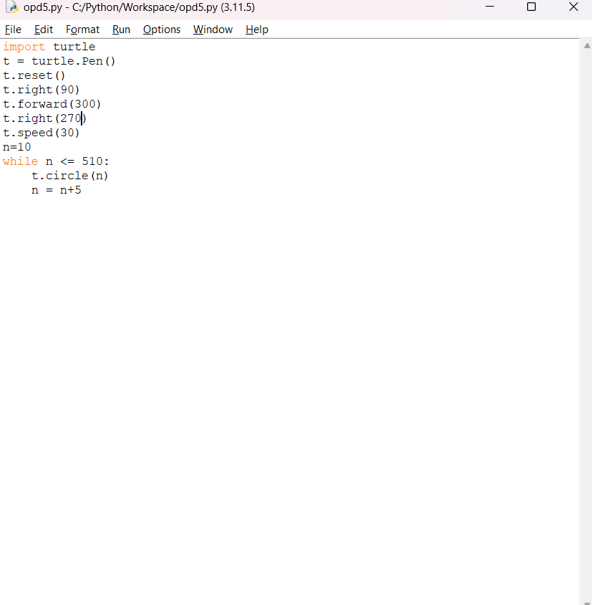 opd5.py - C:/Python/Workspace/opd5.py (3.11.5)
File Edit Format Run Options Window Help
import turtle
t = turtle.Pen()
t.reset()
t.right(90)
t.forward(300)
t.right(270)
t.speed(30)
n=10
while n <= 510:
    t.circle(n)
    n = n+5